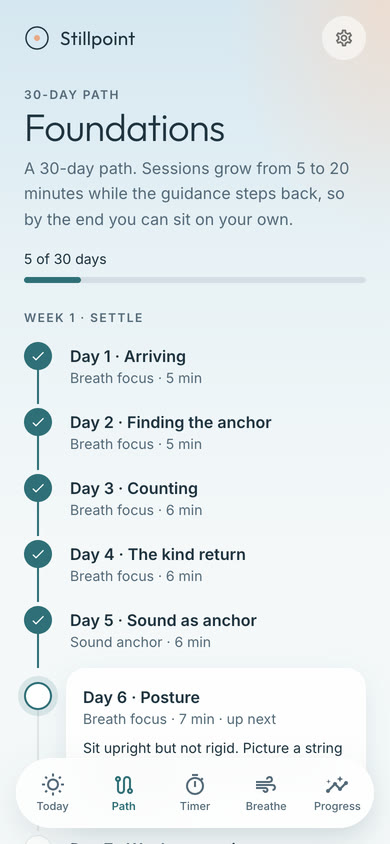 Stillpoint
30-DAY PATH
Foundations
A 30-day path. Sessions grow from 5 to 20
minutes while the guidance steps back, so
by the end you can sit on your own.
5 of 30 days
WEEK 1 · SETTLE
Day 1 · Arriving
Breath focus · 5 min
Day 2 · Finding the anchor
Breath focus · 5 min
Day 3 · Counting
Breath focus · 6 min
Day 4 · The kind return
Breath focus · 6 min
Day 5 · Sound as anchor
Sound anchor · 6 min
Day 6 · Posture
Breath focus · 7 min · up next
Sit upright but not rigid. Picture a string
Today
Path
Timer
Breathe
Progress